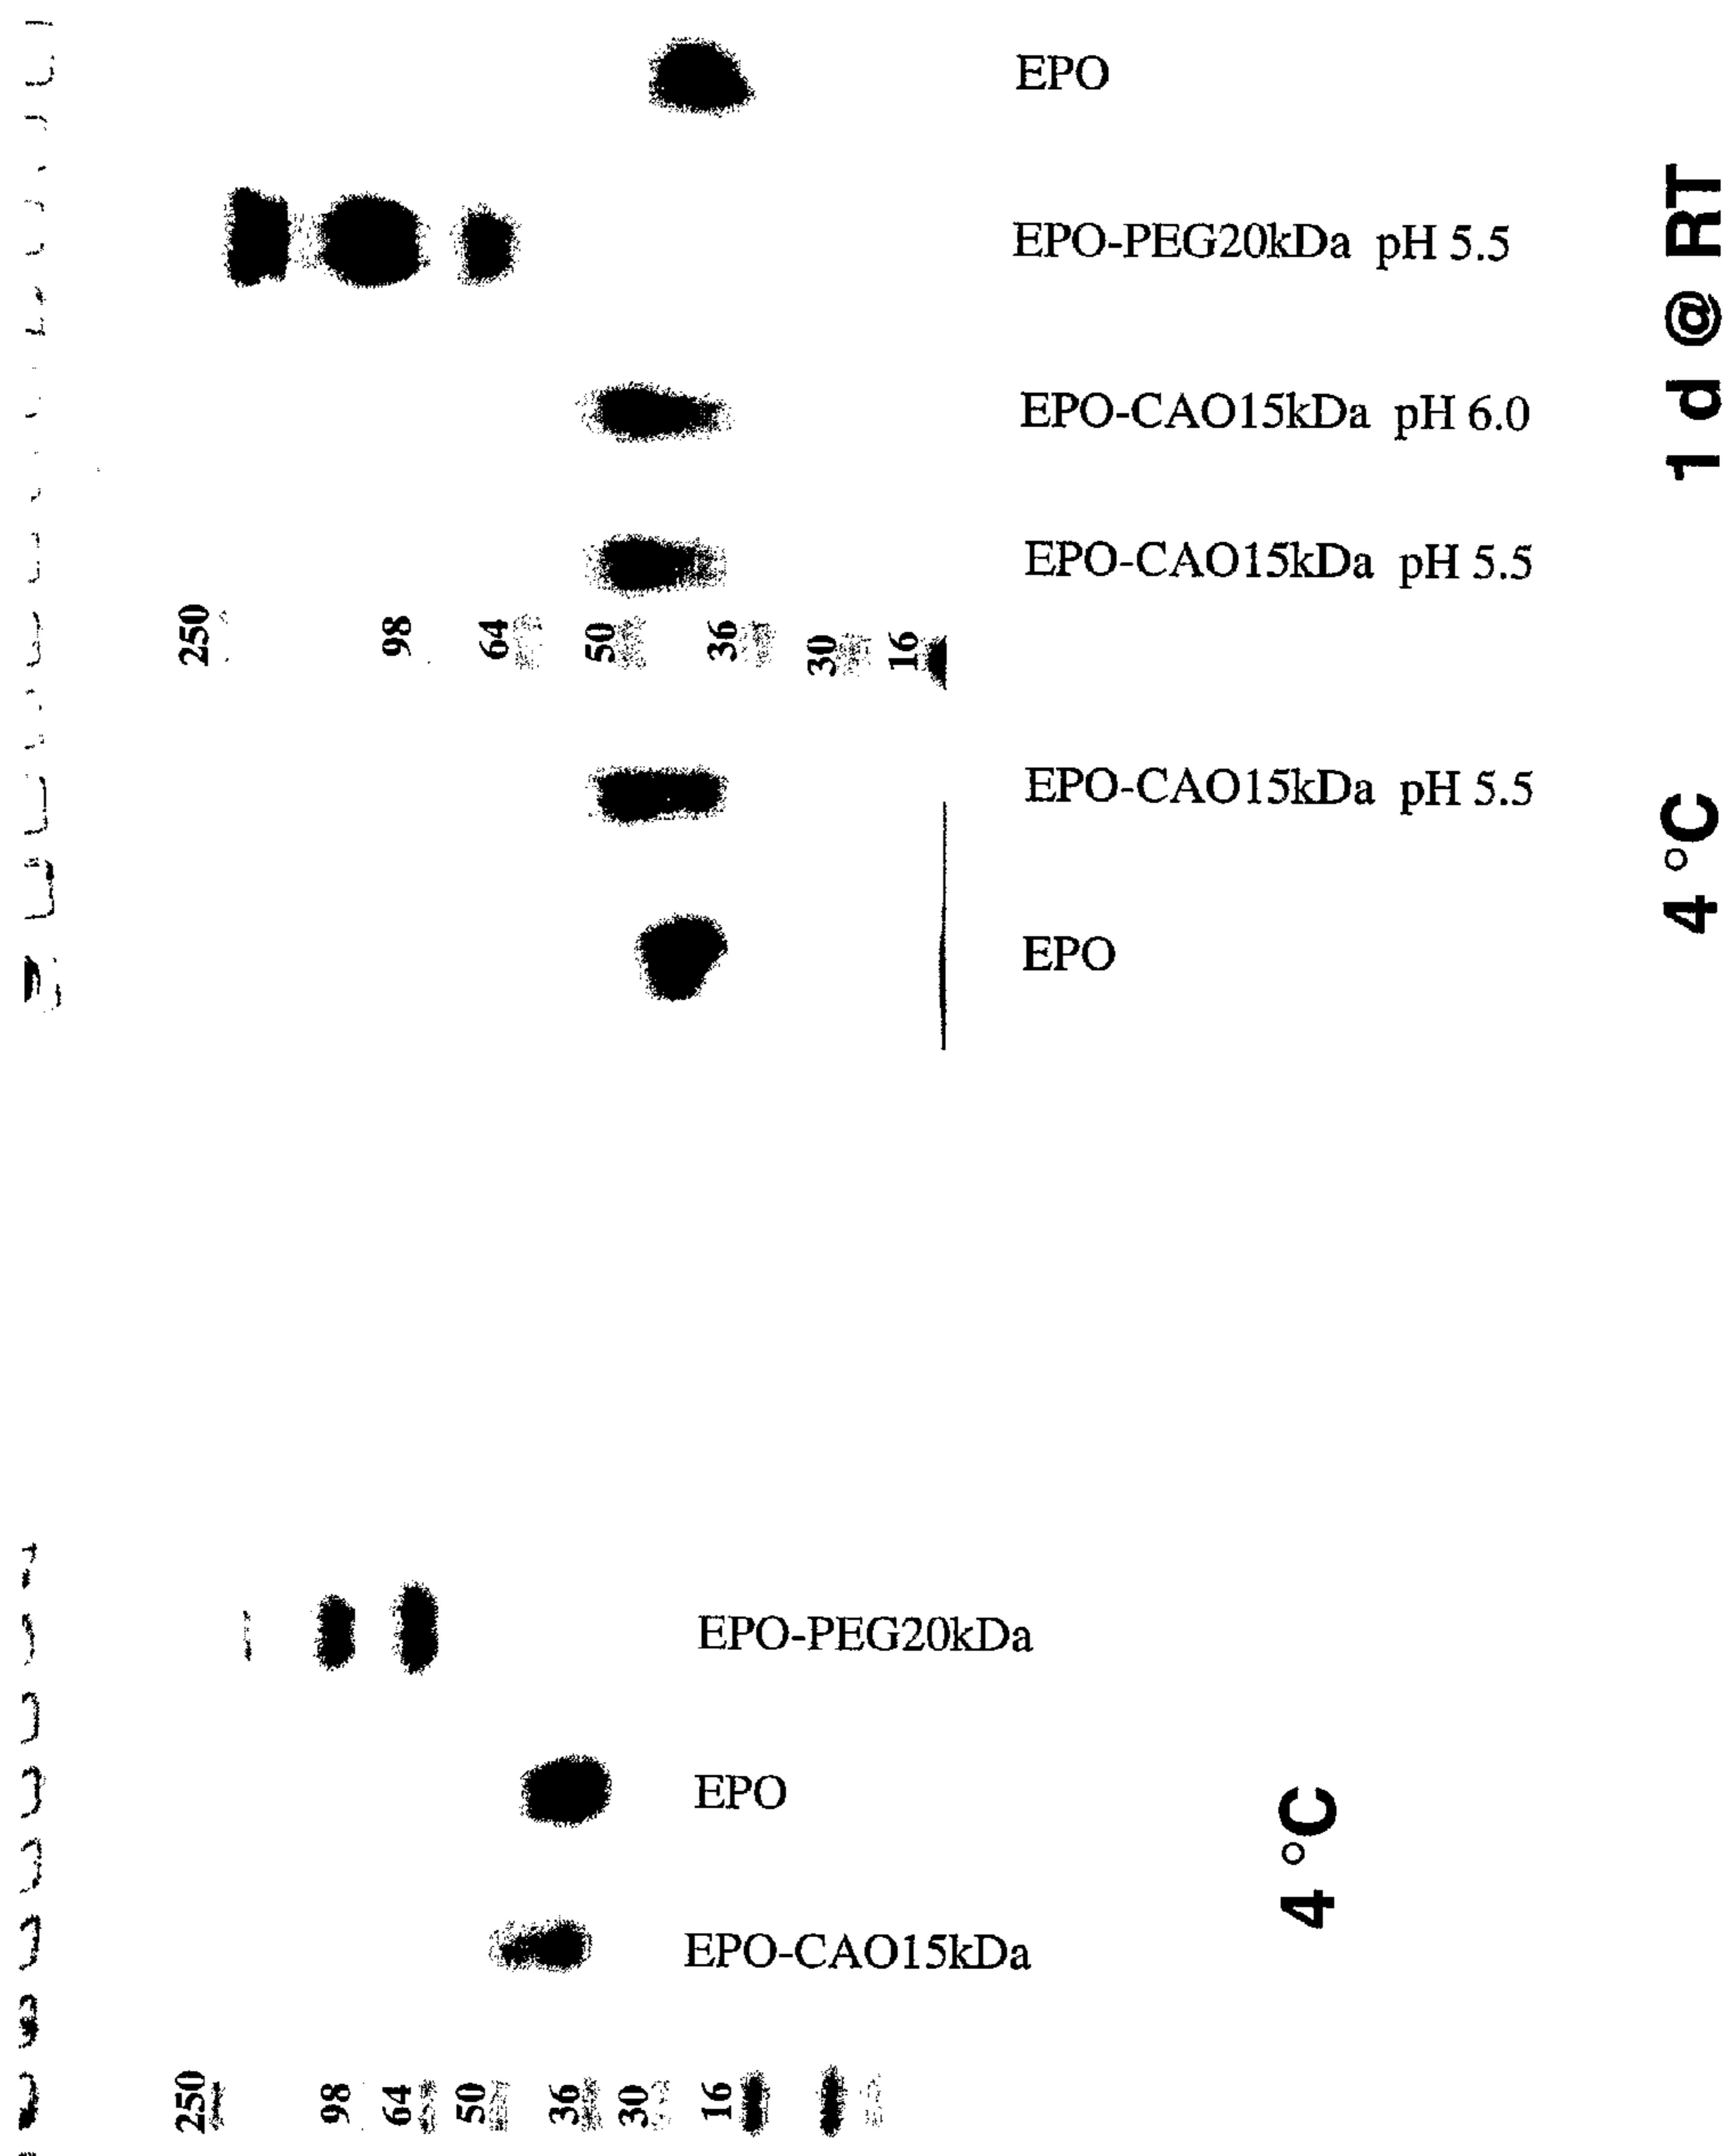 EPO
EPO-PEG20kDa pH 5.5
EPO-CAO15kDa pH 6.0
EPO-CAO15kDa pH 5.5
1 d @ RT
250 98 64 50 36 30 16
EPO-CAO15kDa pH 5.5
EPO
4 °C
EPO-PEG20kDa
EPO
EPO-CAO15kDa
4 °C
250 98 64 50 36 30 16